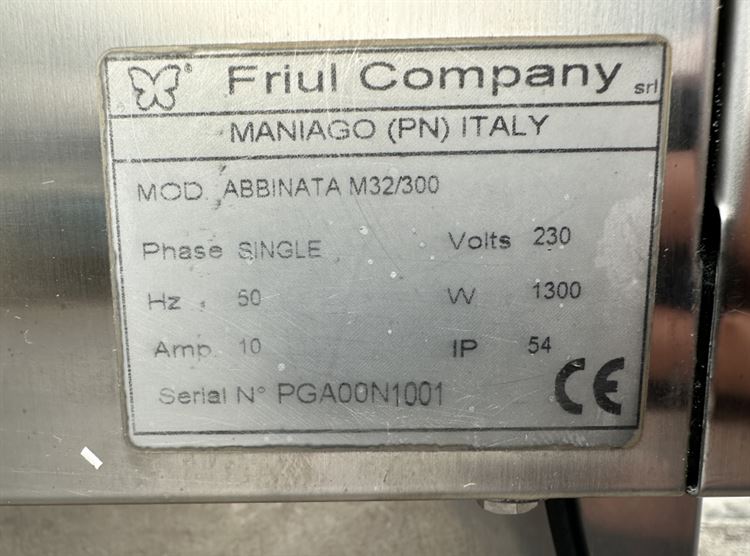 Friul Company srl
MANIAGO (PN) ITALY
MOD. ABBINATA M32/300
Phase SINGLE Volts 230
Hz 50 W 1300
Amp. 10 IP 54
Serial N° PGA00N1001
CE